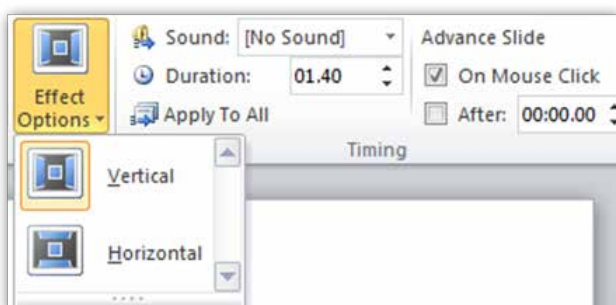 Sound: [No Sound]
Advance Slide
Duration: 01.40
On Mouse Click
Effect
Options
Apply To All
After: 00:00.00
Timing
Vertical
Horizontal